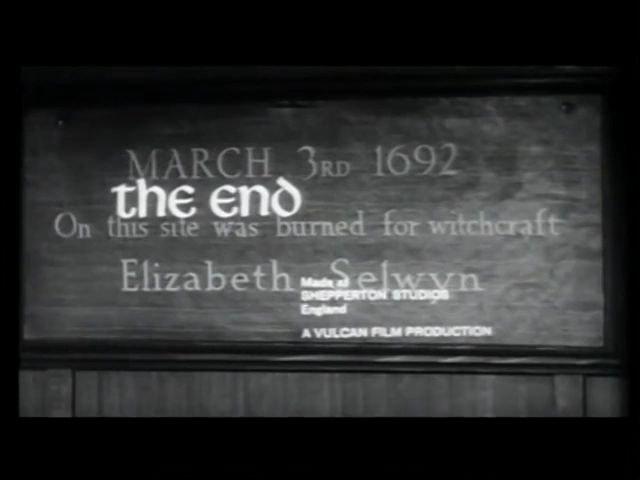 MARCH 3RD 1692
the end
On this site was burned for witchcraft
Elizabeth Selwyn
Made at
SHEPPERTON STUDIOS
England
A VULCAN FILM PRODUCTION